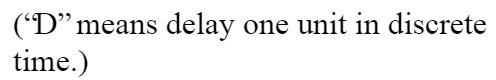 (“D” means delay one unit in discrete
time.)